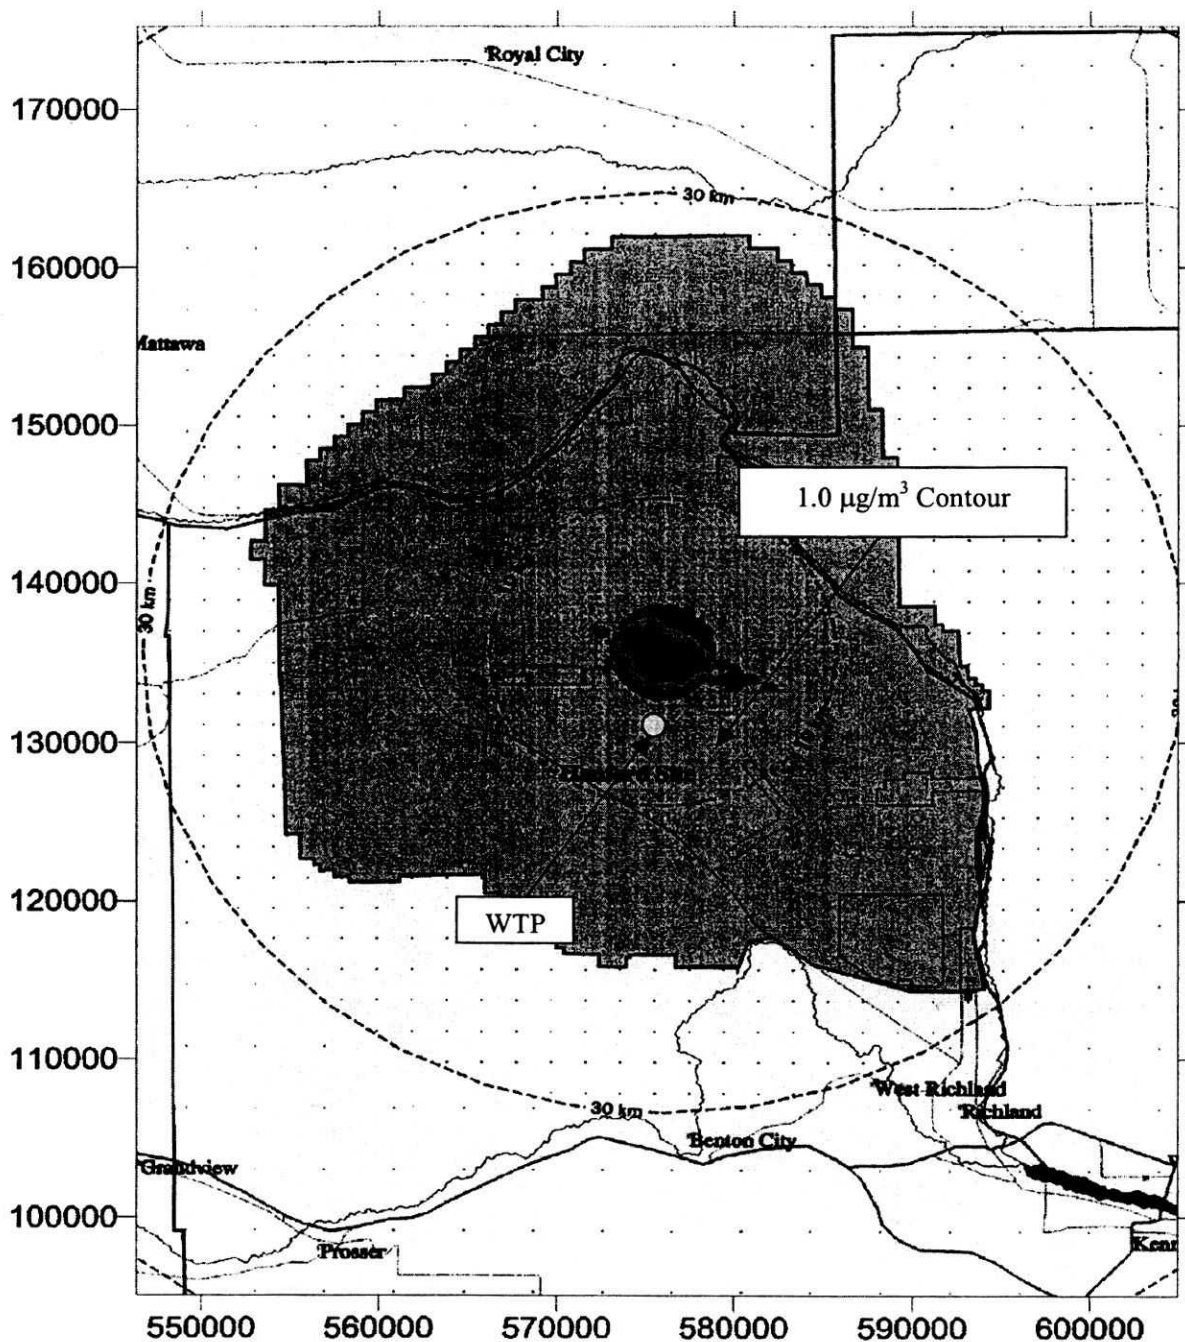 Royal City
170000
30 km
160000
Mattawa
150000
1.0 µg/m³ Contour
140000
30 km
130000
120000
WTP
110000
West Richland
30 km
Richland
Benton City
Grandview
100000
Prosser
550000 560000 570000 580000 590000 600000